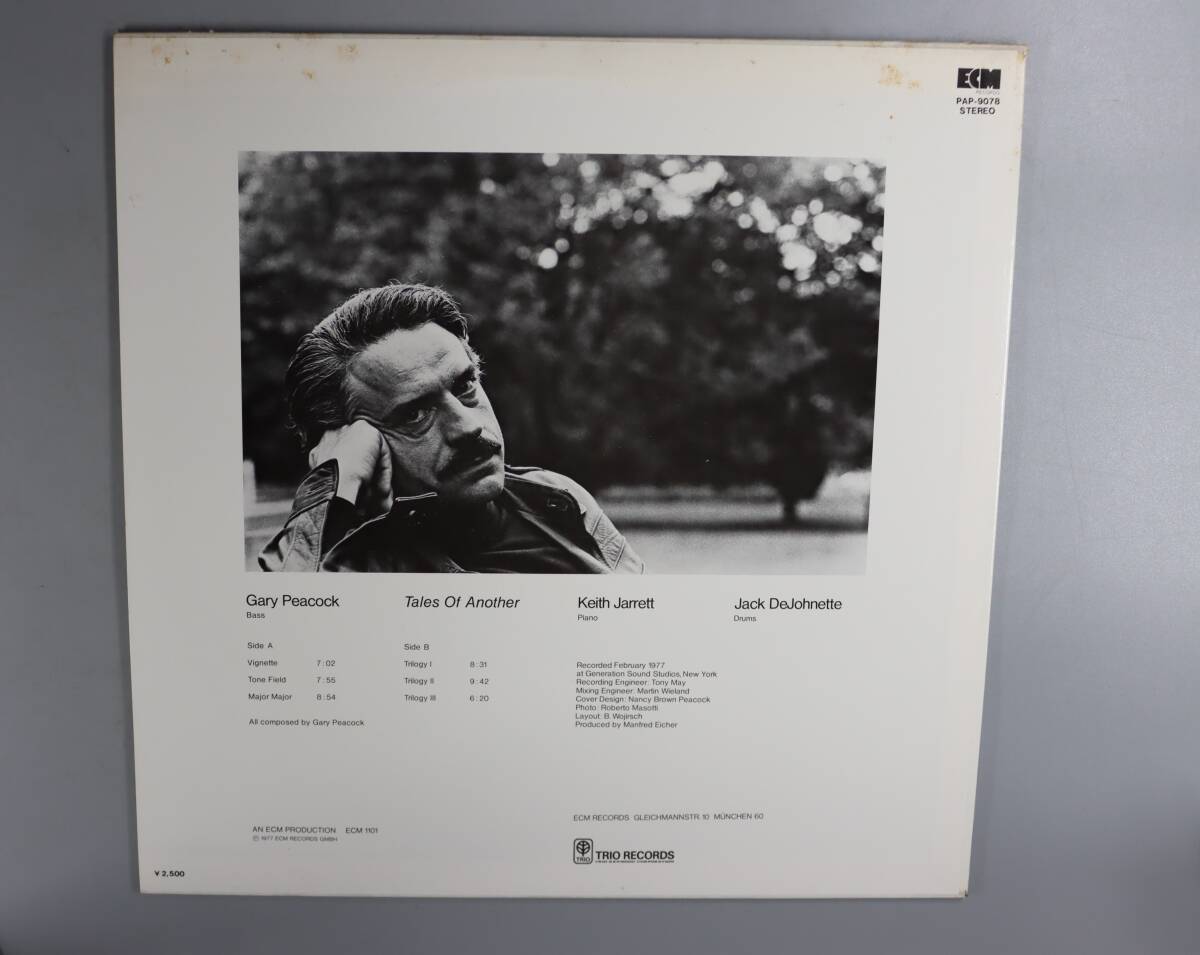 ECM
RECORDS
PAP-9078
STEREO
Gary Peacock
Bass
Tales Of Another
Keith Jarrett
Piano
Jack DeJohnette
Drums
Side A
Vignette 7:02
Tone Field 7:55
Major Major 8:54
All composed by Gary Peacock
Side B
Trilogy I 8:31
Trilogy II 9:42
Trilogy III 6:20
Recorded February 1977
at Generation Sound Studios, New York
Recording Engineer: Tony May
Mixing Engineer: Martin Wieland
Cover Design: Nancy Brown Peacock
Photo: Roberto Masotti
Layout: B. Wojirsch
Produced by Manfred Eicher
AN ECM PRODUCTION ECM 1101
Ⓟ 1977 ECM RECORDS GMBH
ECM RECORDS GLEICHMANNSTR. 10 MÜNCHEN 60
TRIO
TRIO RECORDS
¥2,500